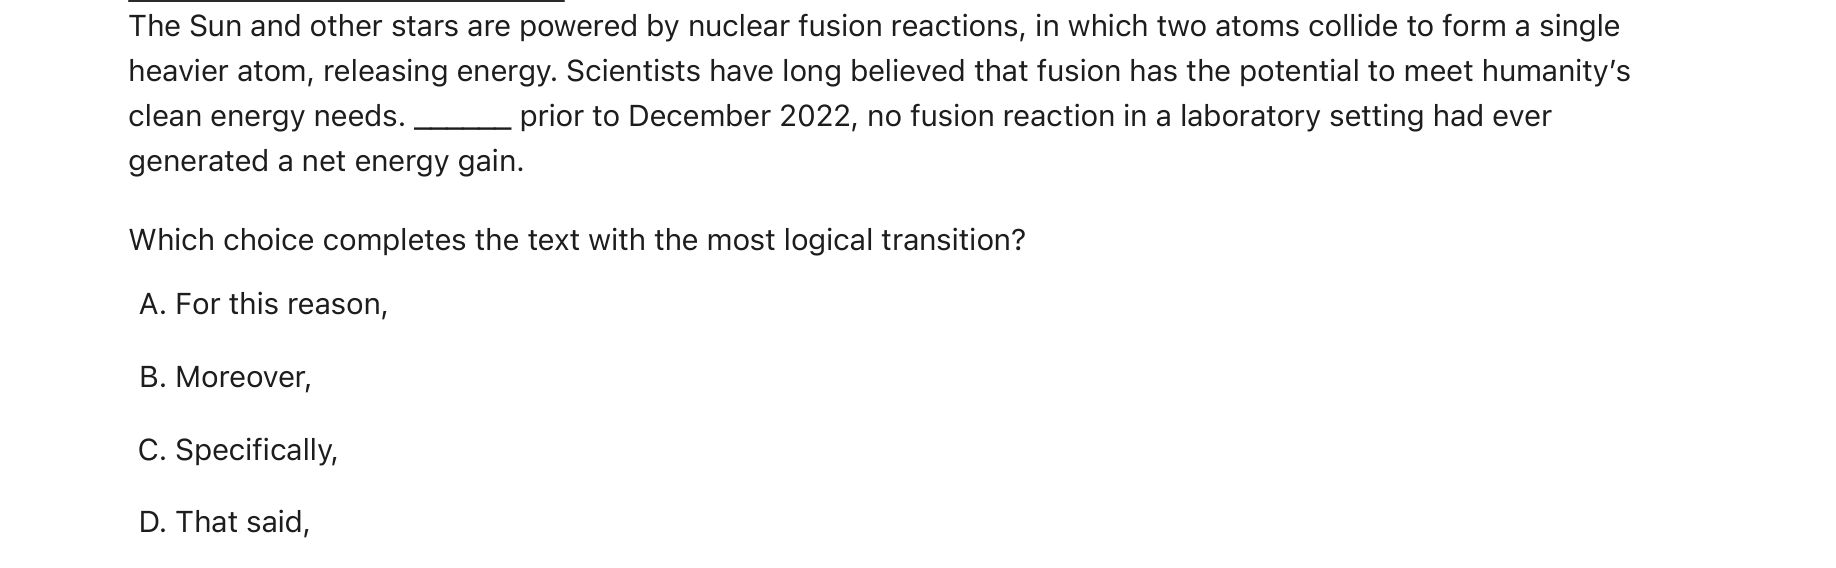 The Sun and other stars are powered by nuclear fusion reactions, in which two atoms collide to form a single
heavier atom, releasing energy. Scientists have long believed that fusion has the potential to meet humanity’s
clean energy needs. ______ prior to December 2022, no fusion reaction in a laboratory setting had ever
generated a net energy gain.
Which choice completes the text with the most logical transition?
A. For this reason,
B. Moreover,
C. Specifically,
D. That said,